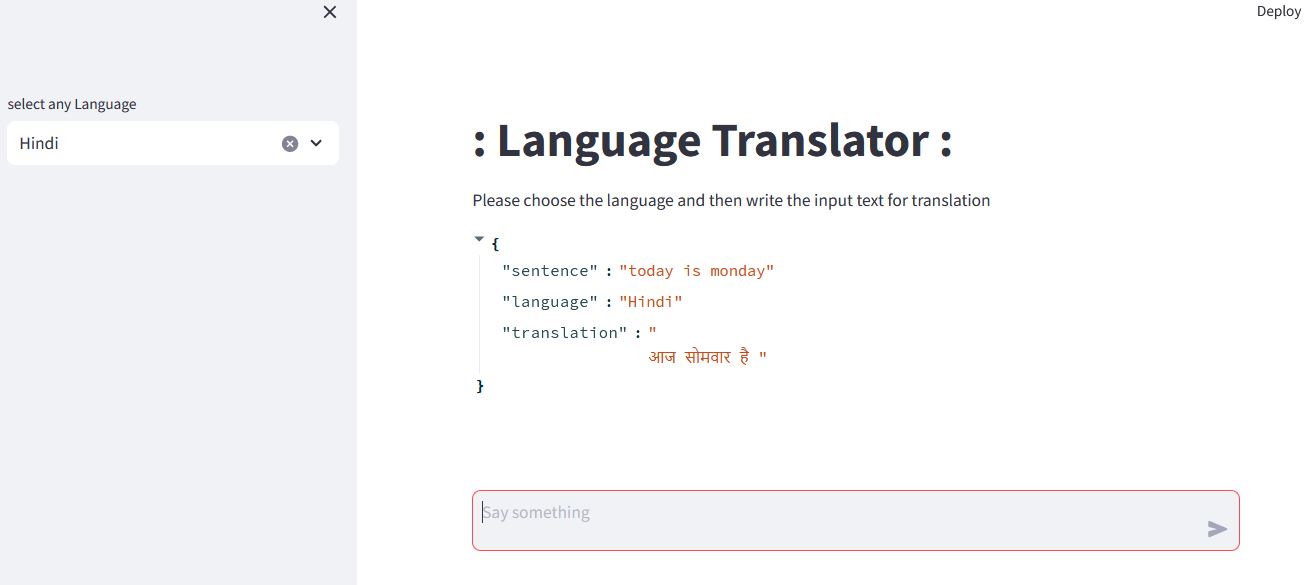 Deploy
select any Language
Hindi
: Language Translator :
Please choose the language and then write the input text for translation
{
"sentence" : "today is monday"
"language" : "Hindi"
"translation" : "
आज सोमवार है "
}
Say something